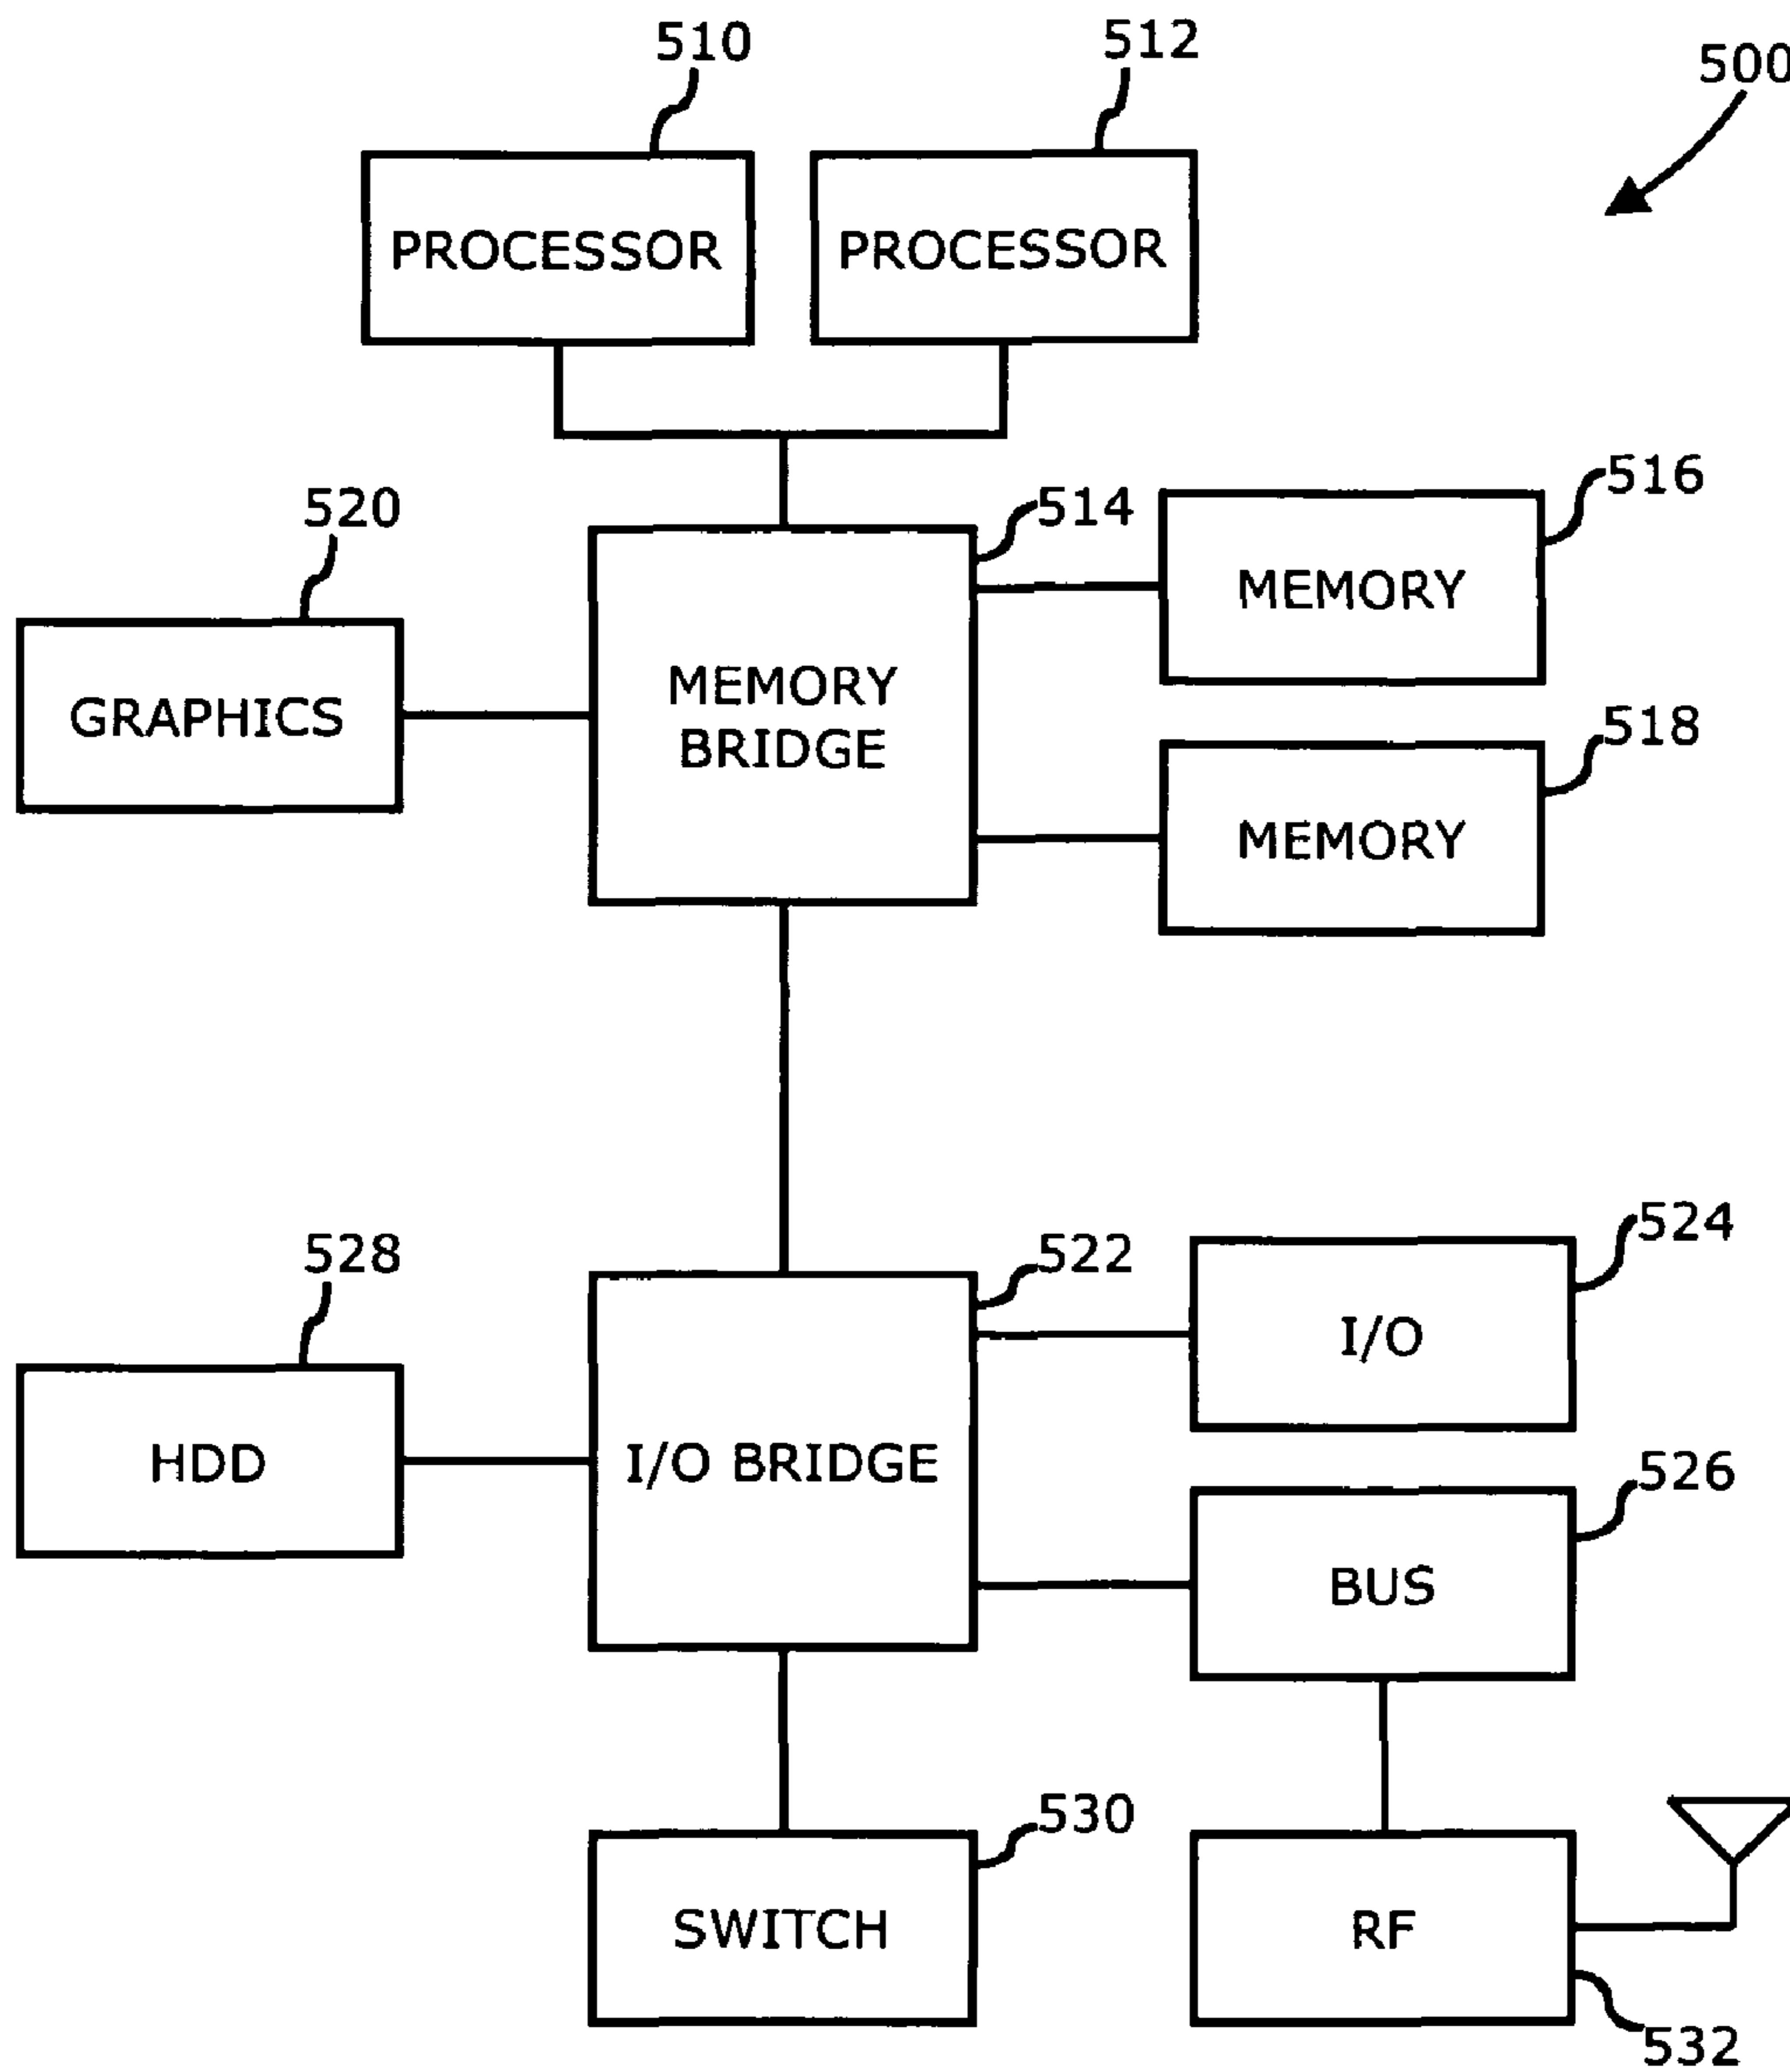 510
512
500
PROCESSOR
PROCESSOR
520
514
516
GRAPHICS
MEMORY
BRIDGE
MEMORY
518
MEMORY
528
522
524
HDD
I/O BRIDGE
I/O
526
BUS
530
SWITCH
RF
532